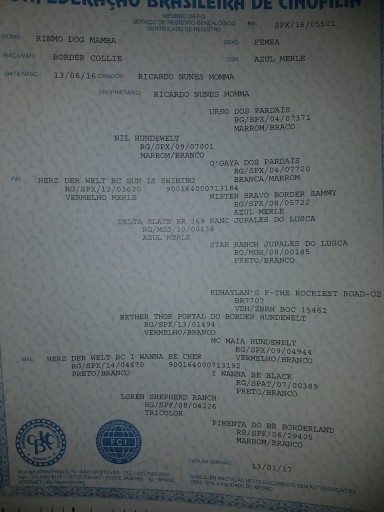 CONFEDERAÇÃO BRASILEIRA DE CINOFILIA
MEMBRO DA FCI
SERVIÇO DE REGISTRO GENEALÓGICO
CERTIFICADO DE REGISTRO
RG: SPX/16/05501
NOME: RINMO DOG MAMBA
SEXO: FEMEA
RAÇA/VAR.: BORDER COLLIE
COR: AZUL MERLE
DATA NASC. 13/06/16 CRIADOR: RICARDO NUNES MOMMA
PROPRIETÁRIO: RICARDO NUNES MOMMA
URSO DOS PARDAIS
RG/SPX/04/07371
MARROM/BRACO
NIL HUNDEWELT
RG/SPX/09/07001
MARROM/BRANCO
Q'GAYA DOS PARDAIS
RG/SPX/04/07720
BRANCA/MARROM
PAI: HERZ DER WELT BC SUN IS SHINING
RG/SPX/12/03620 900164000713184
VERMELHO MERLE
MISTER BRAVO BORDER SAMMY
RG/SPX/08/05722
AZUL MERLE
DELTA SLATE BR 369 RANC JUPALES DO LUSCA
RG/MGJ/10/00138
AZUL MERLE
STAR RANCH JUPALES DO LUSCA
RG/MGH/08/00185
PRETO/BRANCO
KUHAYLAN'S F-THE ROCKIEST ROAD-OZ
BR7707
VDH/ZBRH BOC 15462
BETHER THOR PORTAL DO BORDER HUNDEWELT
RG/SPX/13/01494
VERMELHO/BRANCO
MC MAIA HUNDEWELT
RG/SPX/09/04944
VERMELHO/BRANCO
MÃE: HERZ DER WELT BC I WANNA BE CHER
RG/SPX/14/04670 900164000713192
PRETO/BRANCO
I WANNA BE BLACK
RG/SPAT/07/00389
PRETO/BRANCO
LOREN SHEPHERD RANCH
RG/SPF/08/04226
TRICOLOR
PIMENTA DO BR BORDERLAND
RS/SPX/06/29405
MARROM/BRANCO
CBKC
FCI
DATA DA EMISSÃO
13/01/17